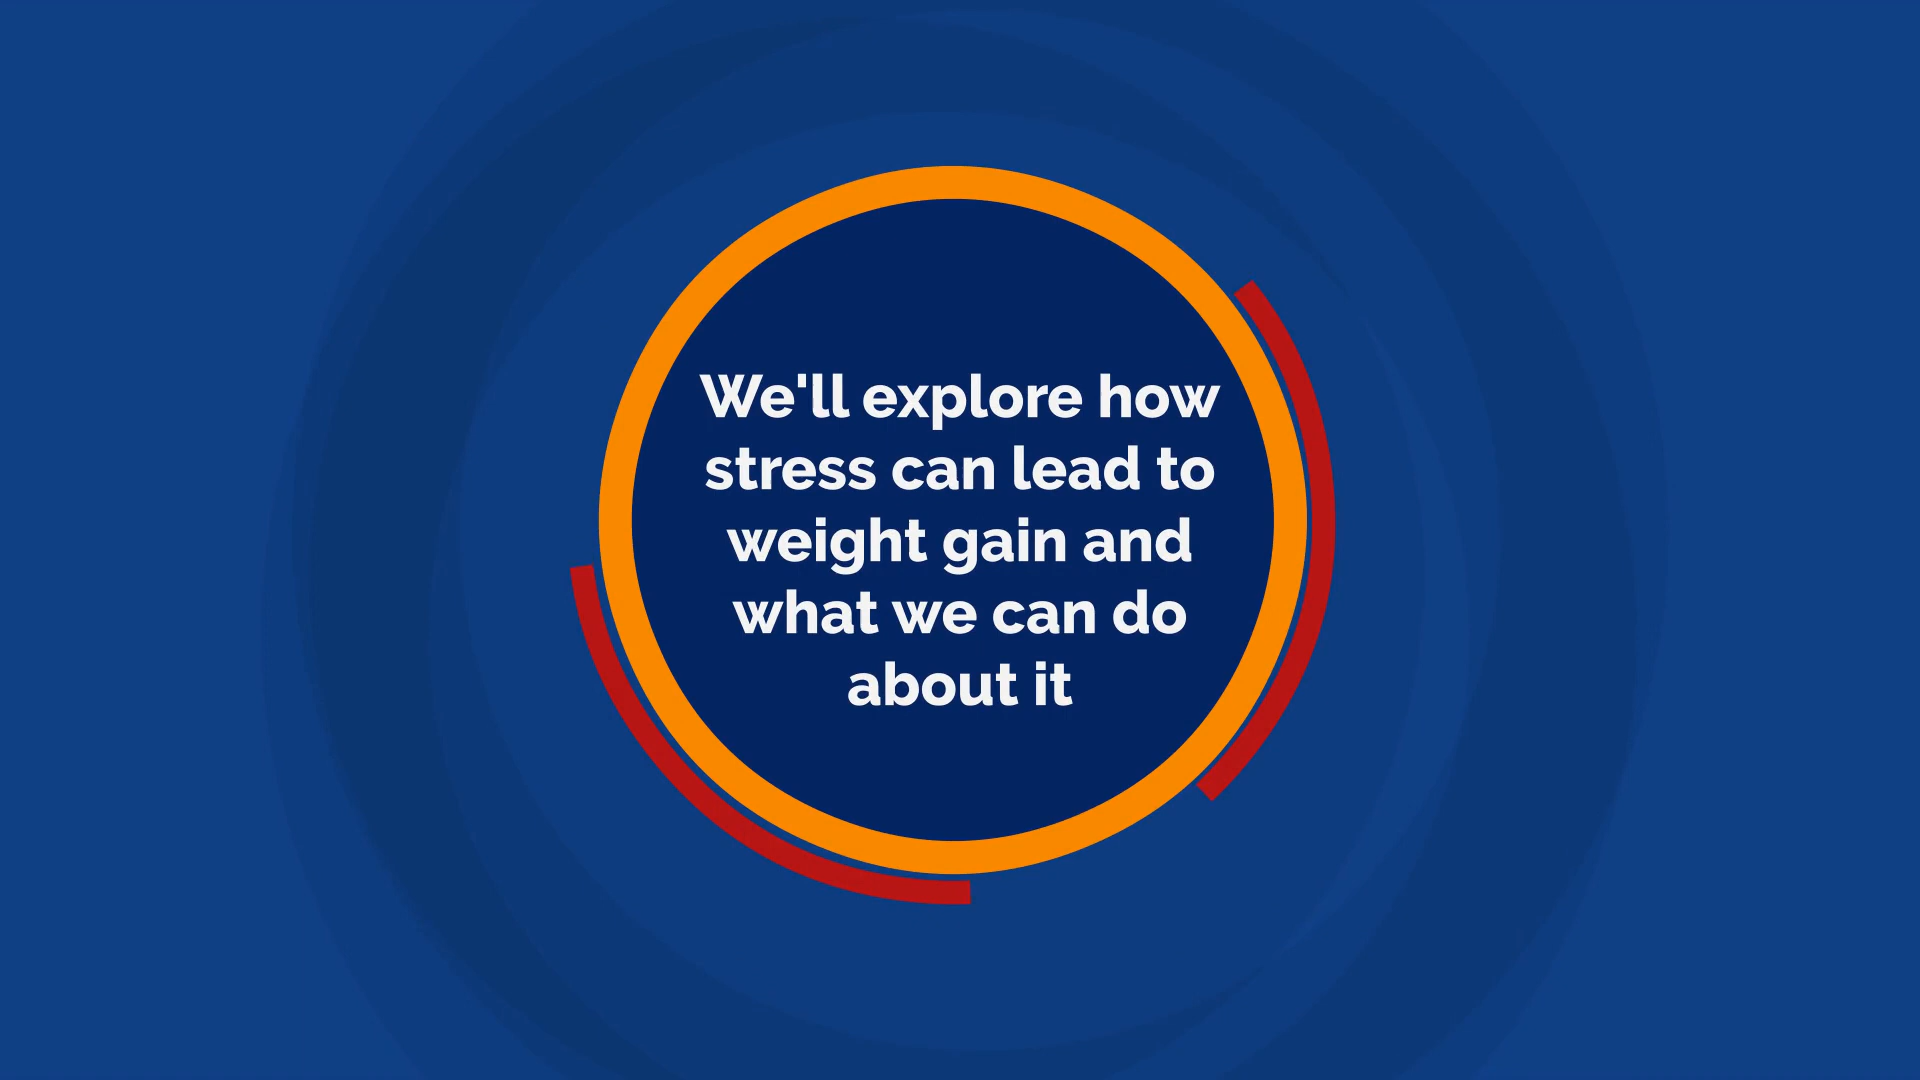 We'll explore how
stress can lead to
weight gain and
what we can do
about it